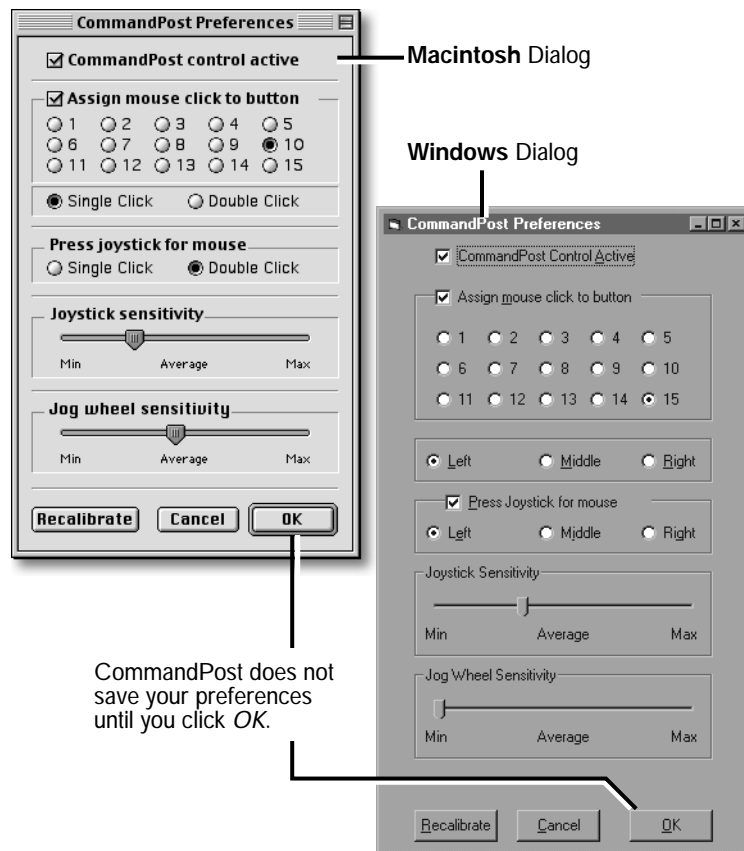 CommandPost Preferences
CommandPost control active
Macintosh Dialog
Assign mouse click to button
1 2 3 4 5
6 7 8 9 10
11 12 13 14 15
Single Click Double Click
Press joystick for mouse
Single Click Double Click
Joystick sensitivity
Min Average Max
Jog wheel sensitivity
Min Average Max
Recalibrate Cancel OK
Windows Dialog
CommandPost Preferences
CommandPost Control Active
Assign mouse click to button
1 2 3 4 5
6 7 8 9 10
11 12 13 14 15
Left Middle Right
Press Joystick for mouse
Left Middle Right
Joystick Sensitivity
Min Average Max
Jog Wheel Sensitivity
Min Average Max
Recalibrate Cancel OK
CommandPost does not
save your preferences
until you click OK.